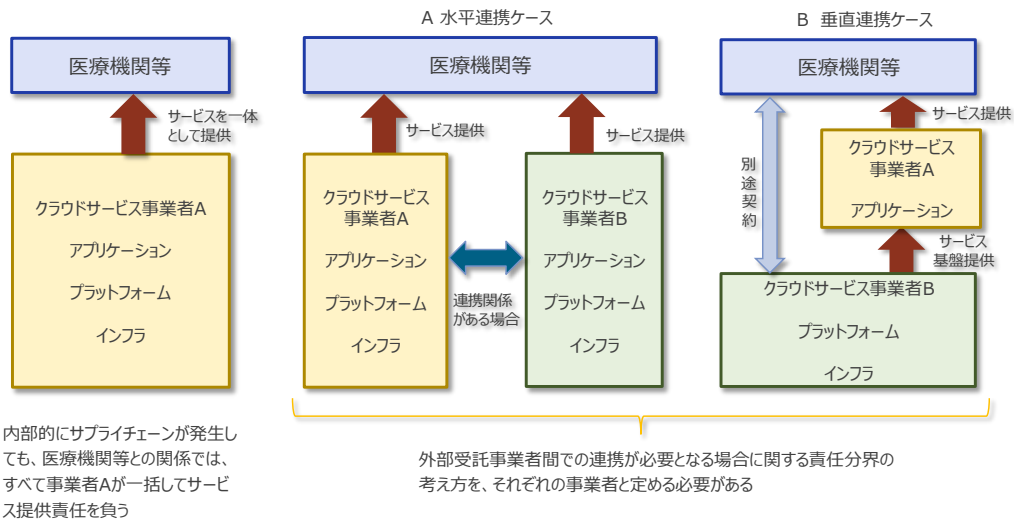 医療機関等
サービスを一体
として提供
クラウドサービス事業者A
アプリケーション
プラットフォーム
インフラ
内部的にサプライチェーンが発生し
ても、医療機関等との関係では、
すべて事業者Aが一括してサービ
ス提供責任を負う
A 水平連携ケース
医療機関等
サービス提供
サービス提供
クラウドサービス
事業者A
アプリケーション
プラットフォーム
インフラ
連携関係
がある場合
クラウドサービス
事業者B
アプリケーション
プラットフォーム
インフラ
B 垂直連携ケース
医療機関等
別途契約
サービス提供
クラウドサービス
事業者A
アプリケーション
サービス
基盤提供
クラウドサービス事業者B
プラットフォーム
インフラ
外部受託事業者間での連携が必要となる場合に関する責任分界の
考え方を、それぞれの事業者と定める必要がある